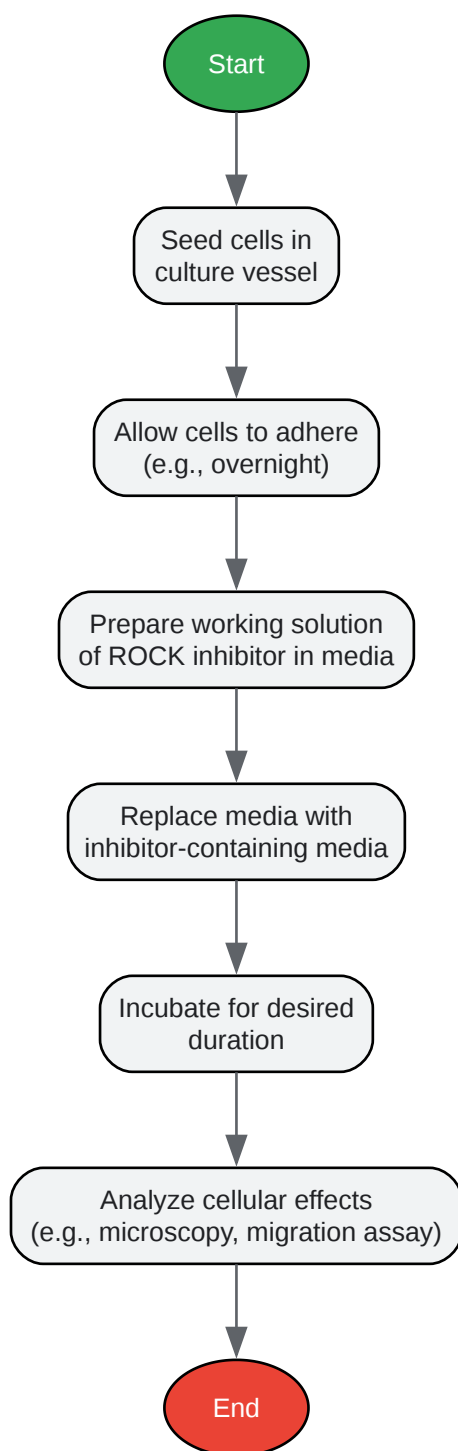 Start
Seed cells in
culture vessel
Allow cells to adhere
(e.g., overnight)
Prepare working solution
of ROCK inhibitor in media
Replace media with
inhibitor-containing media
Incubate for desired
duration
Analyze cellular effects
(e.g., microscopy, migration assay)
End